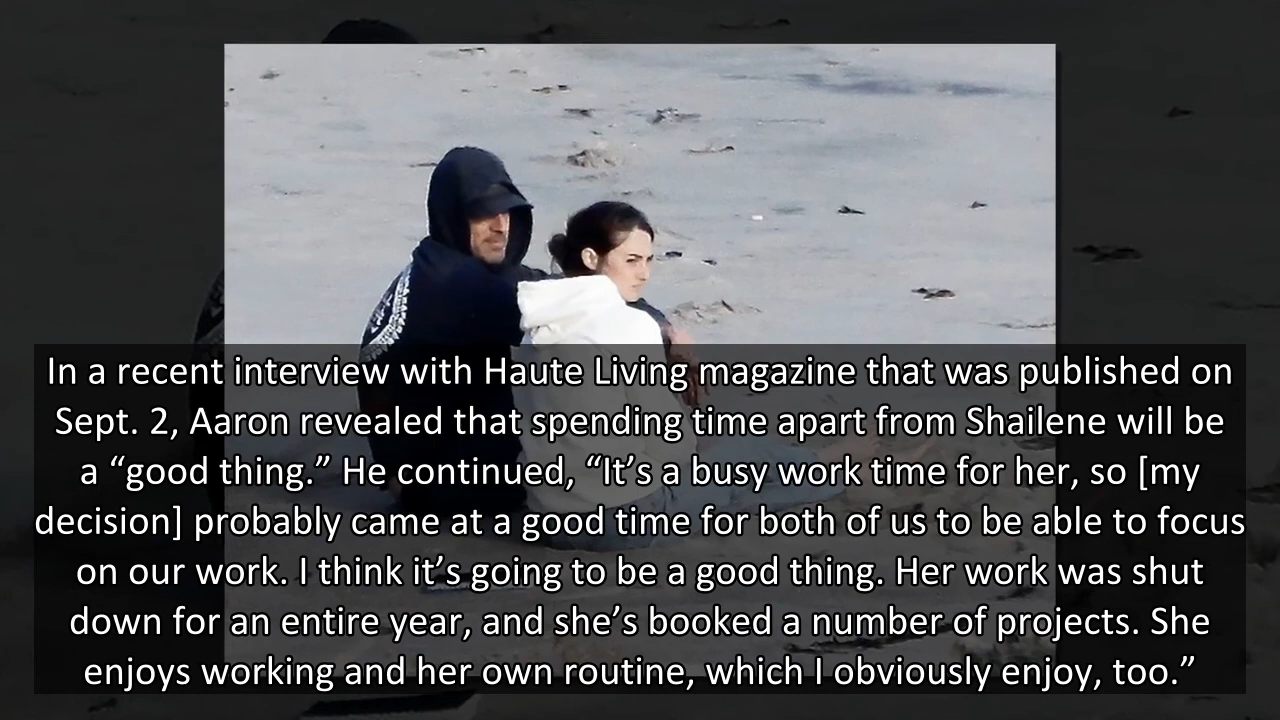 In a recent interview with Haute Living magazine that was published on
Sept. 2, Aaron revealed that spending time apart from Shailene will be
a “good thing.” He continued, “It’s a busy work time for her, so [my
decision] probably came at a good time for both of us to be able to focus
on our work. I think it’s going to be a good thing. Her work was shut
down for an entire year, and she’s booked a number of projects. She
enjoys working and her own routine, which I obviously enjoy, too.”